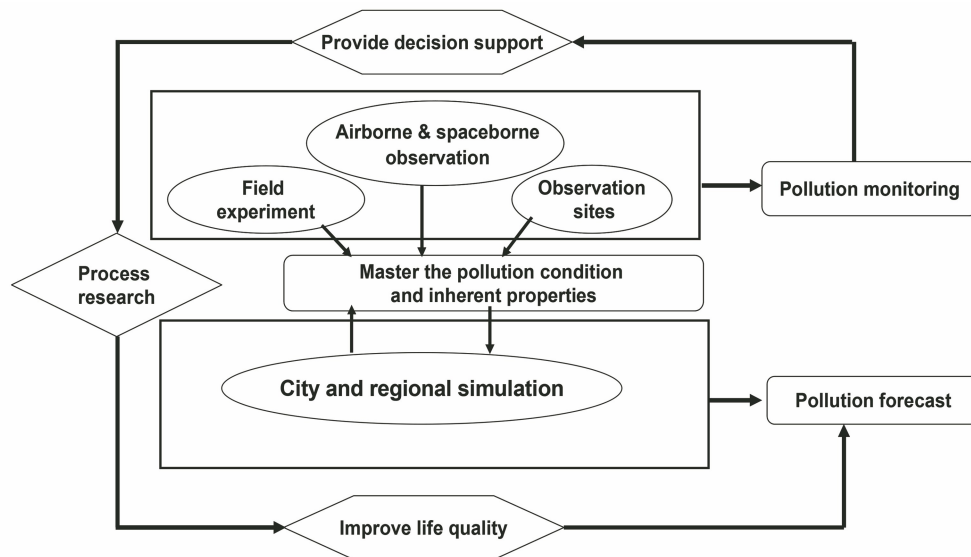 Provide decision support
Airborne & spaceborne
observation
Field
experiment
Observation
sites
Pollution monitoring
Process
research
Master the pollution condition
and inherent properties
City and regional simulation
Pollution forecast
Improve life quality